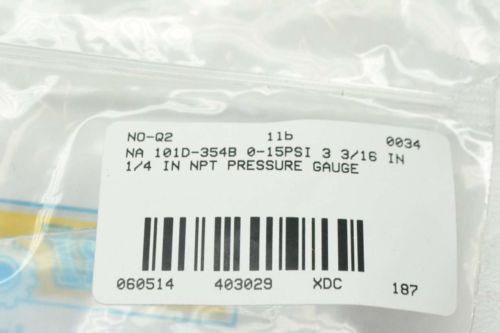 NO-Q2 1lb 0034
NA 101D-354B 0-15PSI 3 3/16 IN
1/4 IN NPT PRESSURE GAUGE
060514 403029 XDC 187